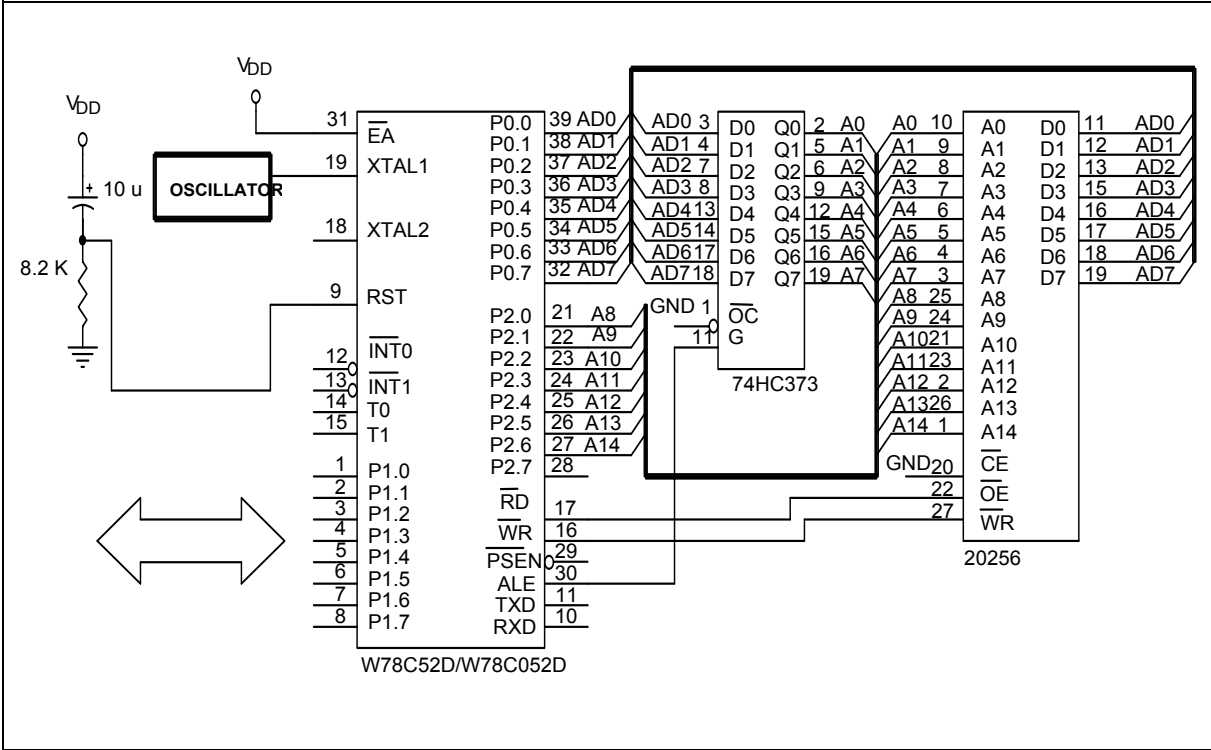 VDD
VDD
10 u
+
8.2 K
OSCILLATOR
31 EA
19 XTAL1
18 XTAL2
9 RST
12 INT0
13 INT1
14 T0
15 T1
1 P1.0
2 P1.1
3 P1.2
4 P1.3
5 P1.4
6 P1.5
7 P1.6
8 P1.7
P0.0 39 AD0
P0.1 38 AD1
P0.2 37 AD2
P0.3 36 AD3
P0.4 35 AD4
P0.5 34 AD5
P0.6 33 AD6
P0.7 32 AD7
P2.0 21 A8
P2.1 22 A9
P2.2 23 A10
P2.3 24 A11
P2.4 25 A12
P2.5 26 A13
P2.6 27 A14
P2.7 28
RD 17
WR 16
PSEN 29
ALE 30
TXD 11
RXD 10
W78C52D/W78C052D
AD0 3 D0 Q0 2 A0
AD1 4 D1 Q1 5 A1
AD2 7 D2 Q2 6 A2
AD3 8 D3 Q3 9 A3
AD4 13 D4 Q4 12 A4
AD5 14 D5 Q5 15 A5
AD6 17 D6 Q6 16 A6
AD7 18 D7 Q7 19 A7
GND 1 OC
11 G
74HC373
A0 10 A0 D0 11 AD0
A1 9 A1 D1 12 AD1
A2 8 A2 D2 13 AD2
A3 7 A3 D3 15 AD3
A4 6 A4 D4 16 AD4
A5 5 A5 D5 17 AD5
A6 4 A6 D6 18 AD6
A7 3 A7 D7 19 AD7
A8 25 A8
A9 24 A9
A10 21 A10
A11 23 A11
A12 2 A12
A13 26 A13
A14 1 A14
GND 20 CE
22 OE
27 WR
20256